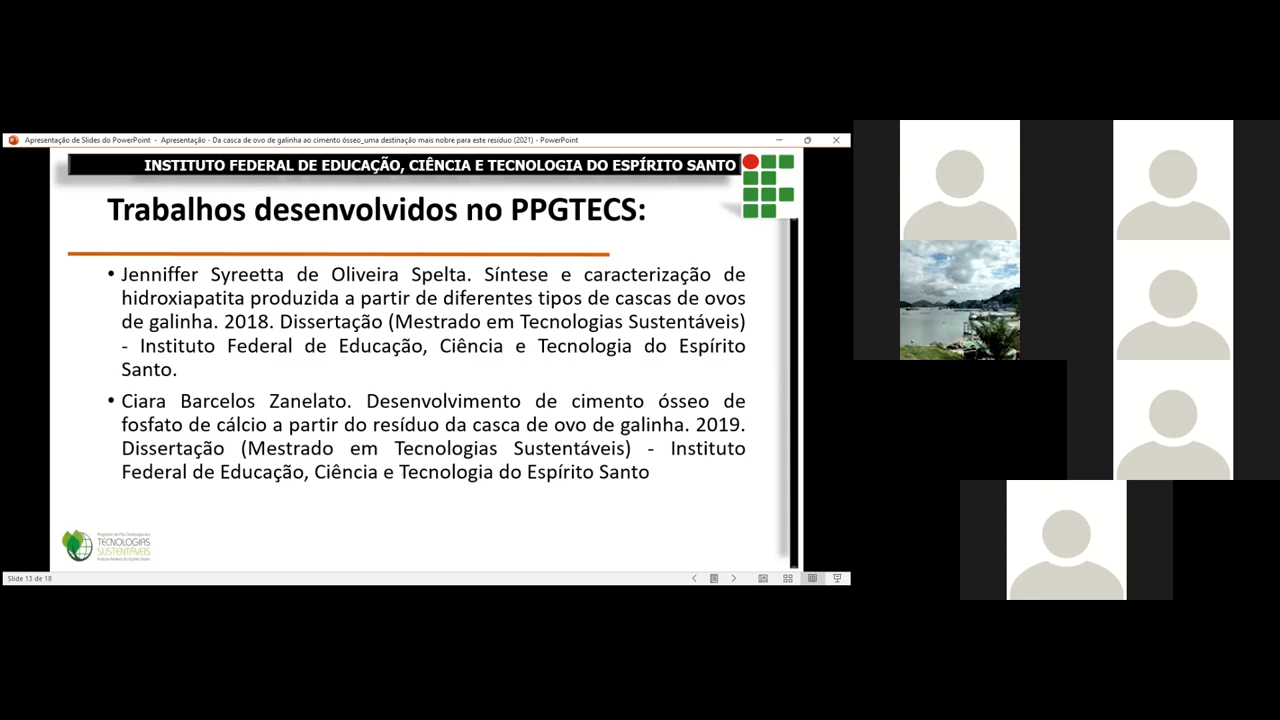 Apresentação de Slides do PowerPoint - Apresentação - Da casca de ovo de galinha ao cimento ósseo_uma destinação mais nobre para este resíduo (2021) - PowerPoint
INSTITUTO FEDERAL DE EDUCAÇÃO, CIÊNCIA E TECNOLOGIA DO ESPÍRITO SANTO
Trabalhos desenvolvidos no PPGTECS:
• Jenniffer Syreetta de Oliveira Spelta. Síntese e caracterização de
hidroxiapatita produzida a partir de diferentes tipos de cascas de ovos
de galinha. 2018. Dissertação (Mestrado em Tecnologias Sustentáveis)
- Instituto Federal de Educação, Ciência e Tecnologia do Espírito
Santo.
• Ciara Barcelos Zanelato. Desenvolvimento de cimento ósseo de
fosfato de cálcio a partir do resíduo da casca de ovo de galinha. 2019.
Dissertação (Mestrado em Tecnologias Sustentáveis) - Instituto
Federal de Educação, Ciência e Tecnologia do Espírito Santo
TECNOLOGIAS
SUSTENTÁVEIS
Slide 13 de 18